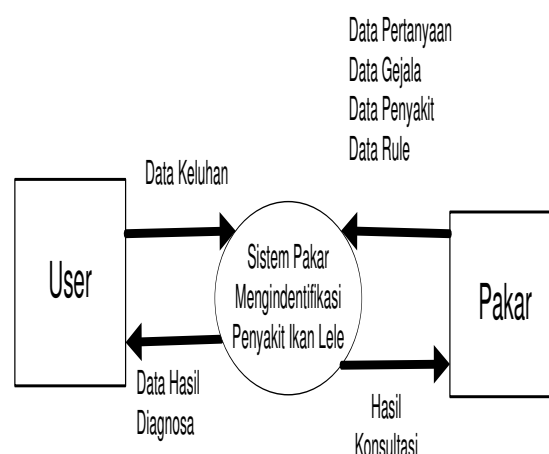 Data Pertanyaan
Data Gejala
Data Penyakit
Data Rule
Data Keluhan
User
Sistem Pakar
Mengindentifikasi
Penyakit Ikan Lele
Pakar
Data Hasil
Diagnosa
Hasil
Konsultasi